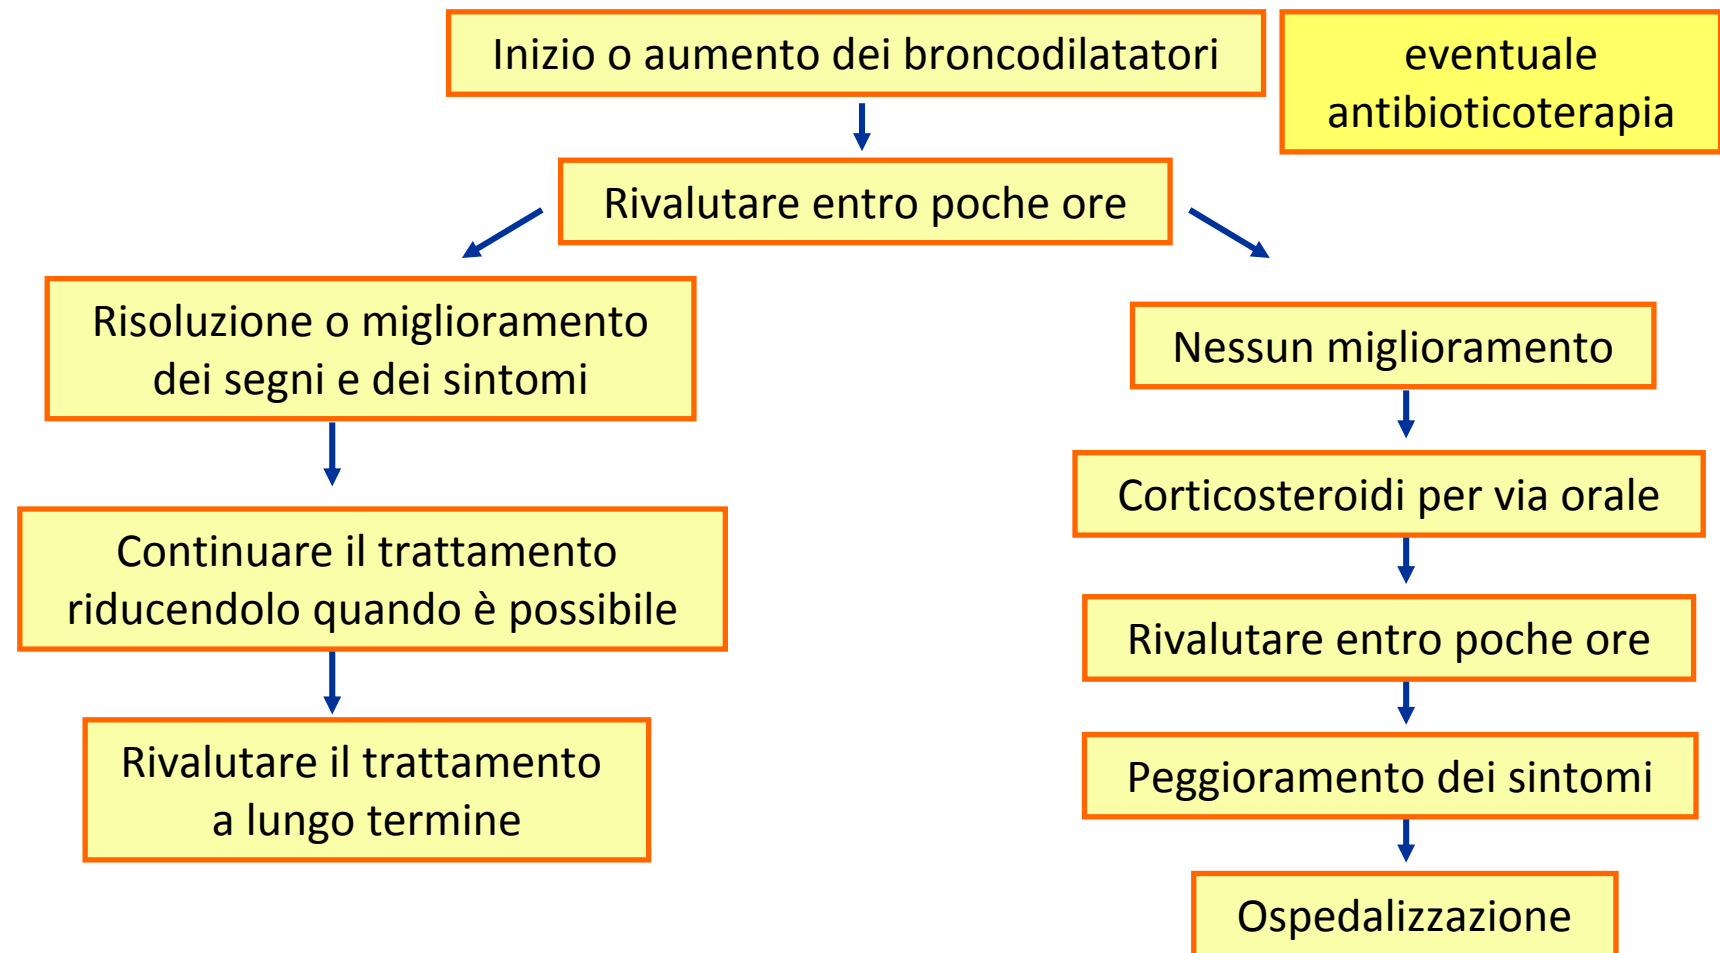 Inizio o aumento dei broncodilatatori
eventuale
antibioticoterapia
Rivalutare entro poche ore
Risoluzione o miglioramento
dei segni e dei sintomi
Nessun miglioramento
Continuare il trattamento
riducendolo quando è possibile
Corticosteroidi per via orale
Rivalutare entro poche ore
Rivalutare il trattamento
a lungo termine
Peggioramento dei sintomi
Ospedalizzazione